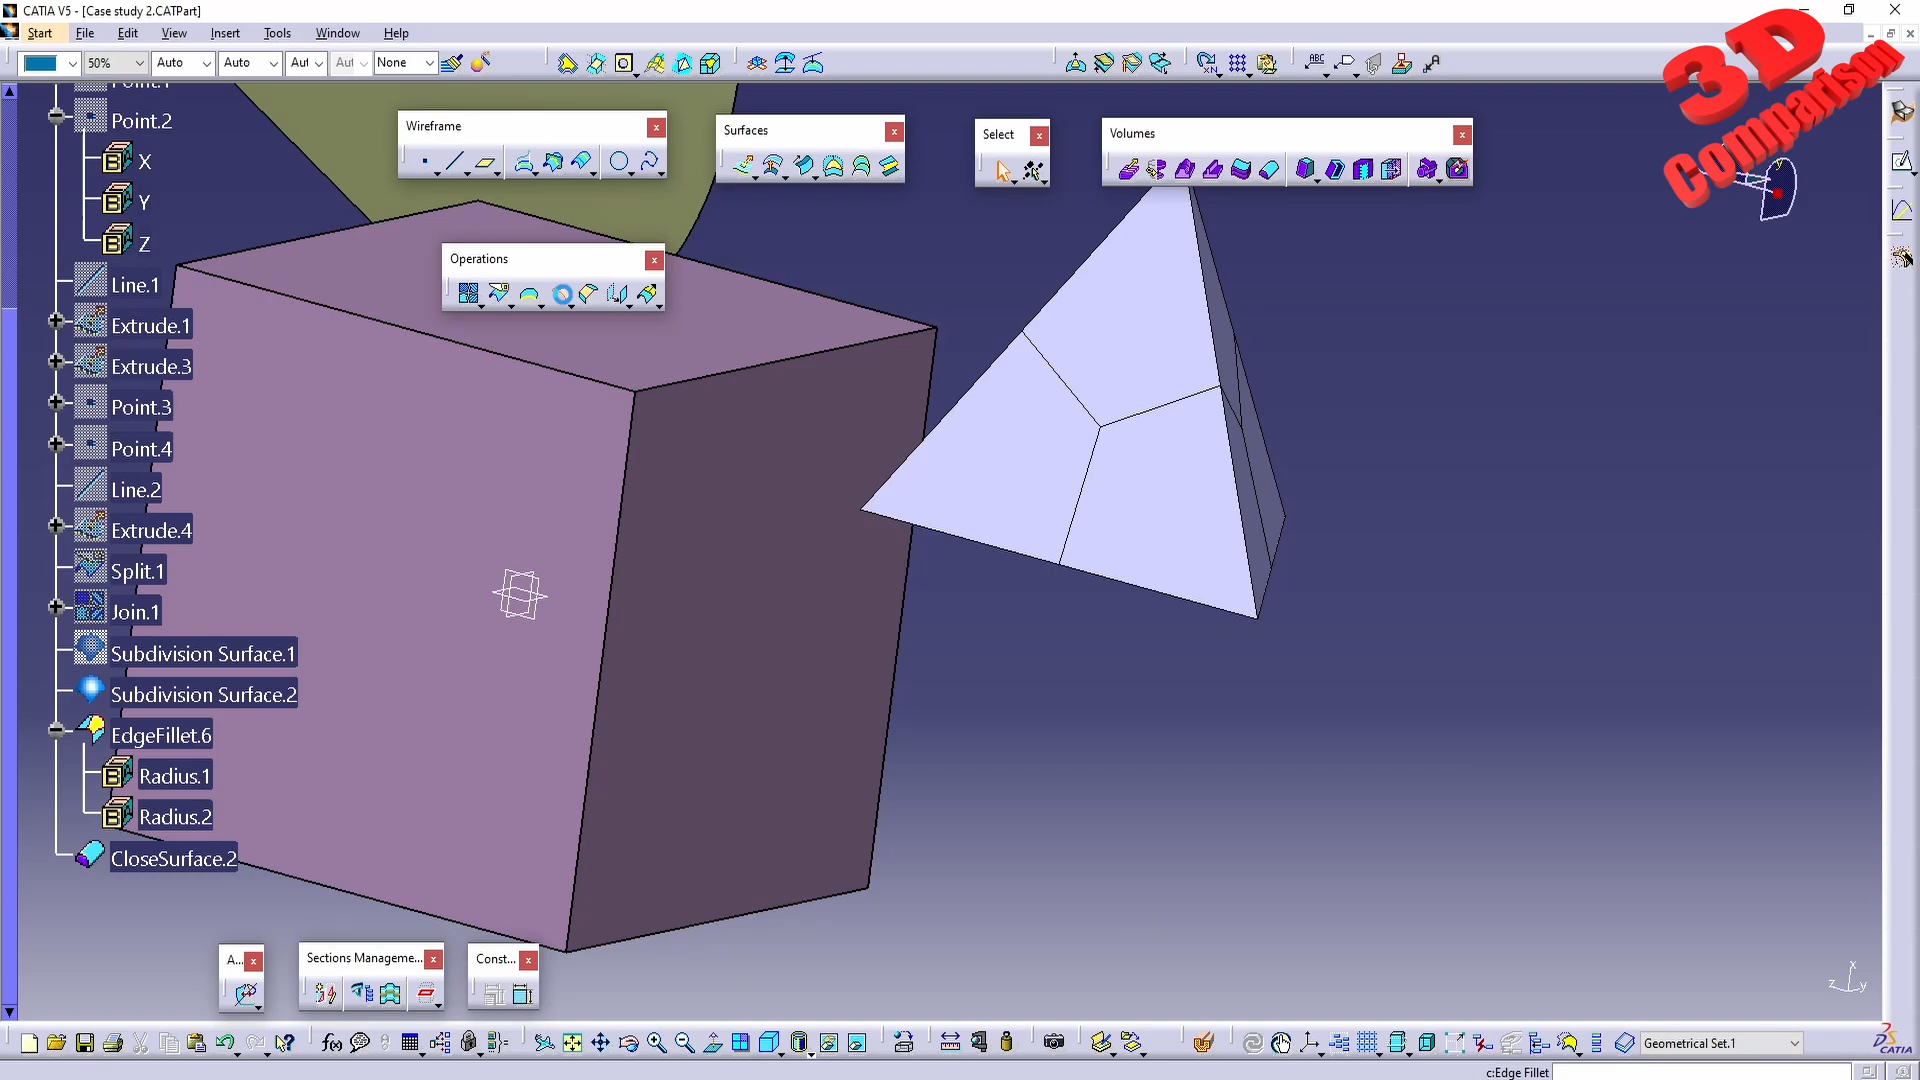 CATIA V5 - [Case study 2.CATPart]
Start File Edit View Insert Tools Window Help
50% Auto Auto Aut Aut None
3D
Comparison
Point.1
Point.2
X
Y
Z
Line.1
Extrude.1
Extrude.3
Point.3
Point.4
Line.2
Extrude.4
Split.1
Join.1
Subdivision Surface.1
Subdivision Surface.2
EdgeFillet.6
Radius.1
Radius.2
CloseSurface.2
Wireframe
Surfaces
Select
Volumes
Operations
A...
Sections Manageme...
Const...
x
z
y
Geometrical Set.1
CATIA
c:Edge Fillet